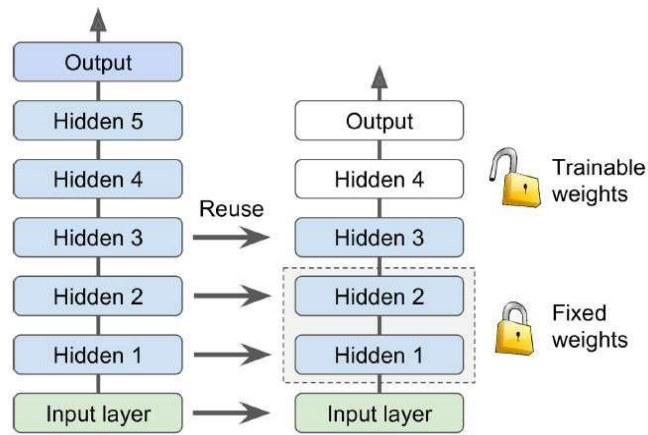 Output
Hidden 5
Hidden 4
Hidden 3
Hidden 2
Hidden 1
Input layer
Reuse
Output
Hidden 4
Hidden 3
Hidden 2
Hidden 1
Input layer
Trainable
weights
Fixed
weights